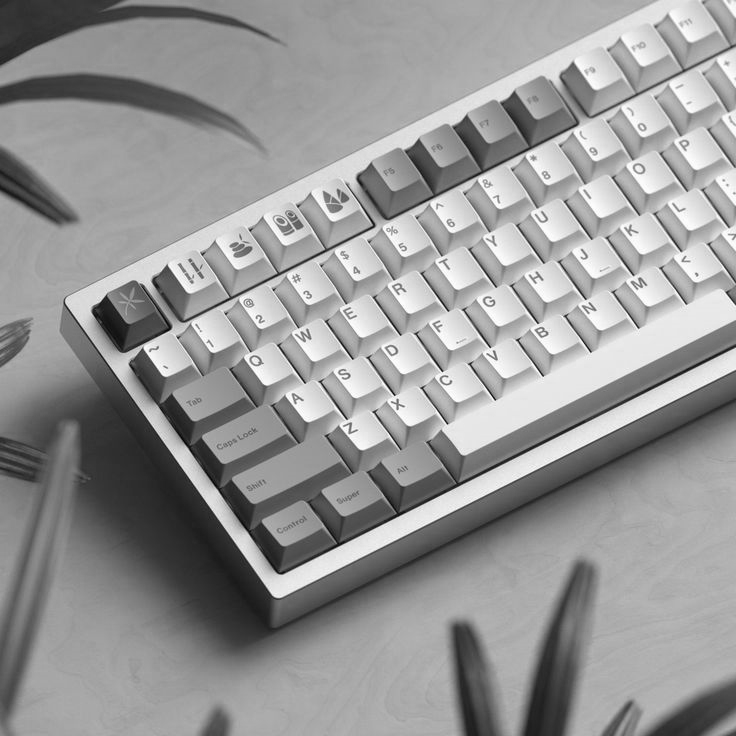 F5 F6 F7 F8 F9 F10 F11
~ ` ! 1 @ 2 # 3 $ 4 % 5 ^ 6 & 7 * 8 ( 9 ) 0 _ -
Tab Q W E R T Y U I O P
Caps Lock A S D F G H J K L
Shift Z X C V B N M < ,
Control Super Alt